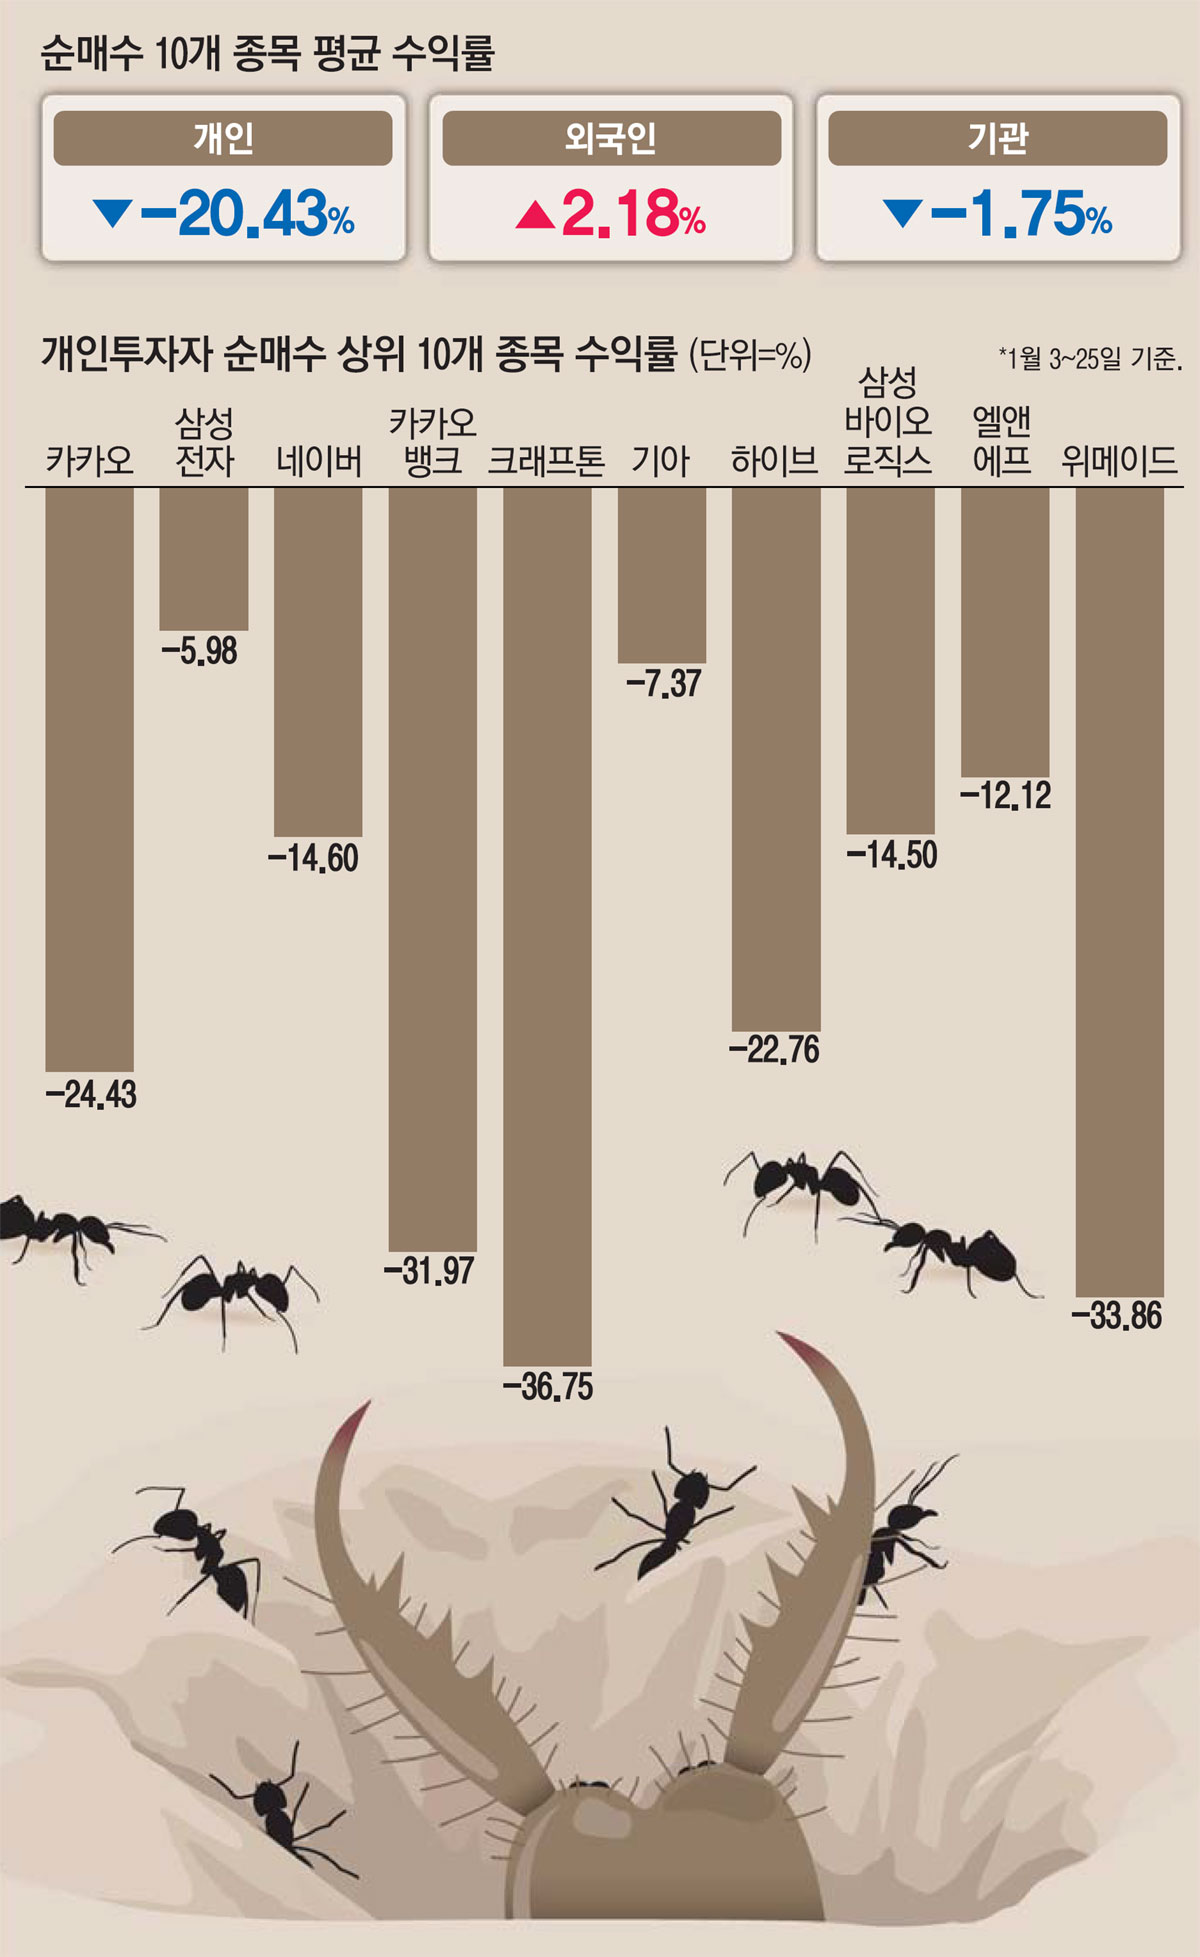 순매수 10개 종목 평균 수익률
개인
외국인
기관
▼-20.43%
▲2.18%
▼-1.75%
개인투자자 순매수 상위 10개 종목 수익률 (단위=%)
*1월 3~25일 기준.
카카오
삼성
전자
네이버
카카오
뱅크
크래프톤
기아
하이브
삼성
바이오
로직스
엘앤
에프
위메이드
-24.43
-5.98
-14.60
-31.97
-36.75
-7.37
-22.76
-14.50
-12.12
-33.86